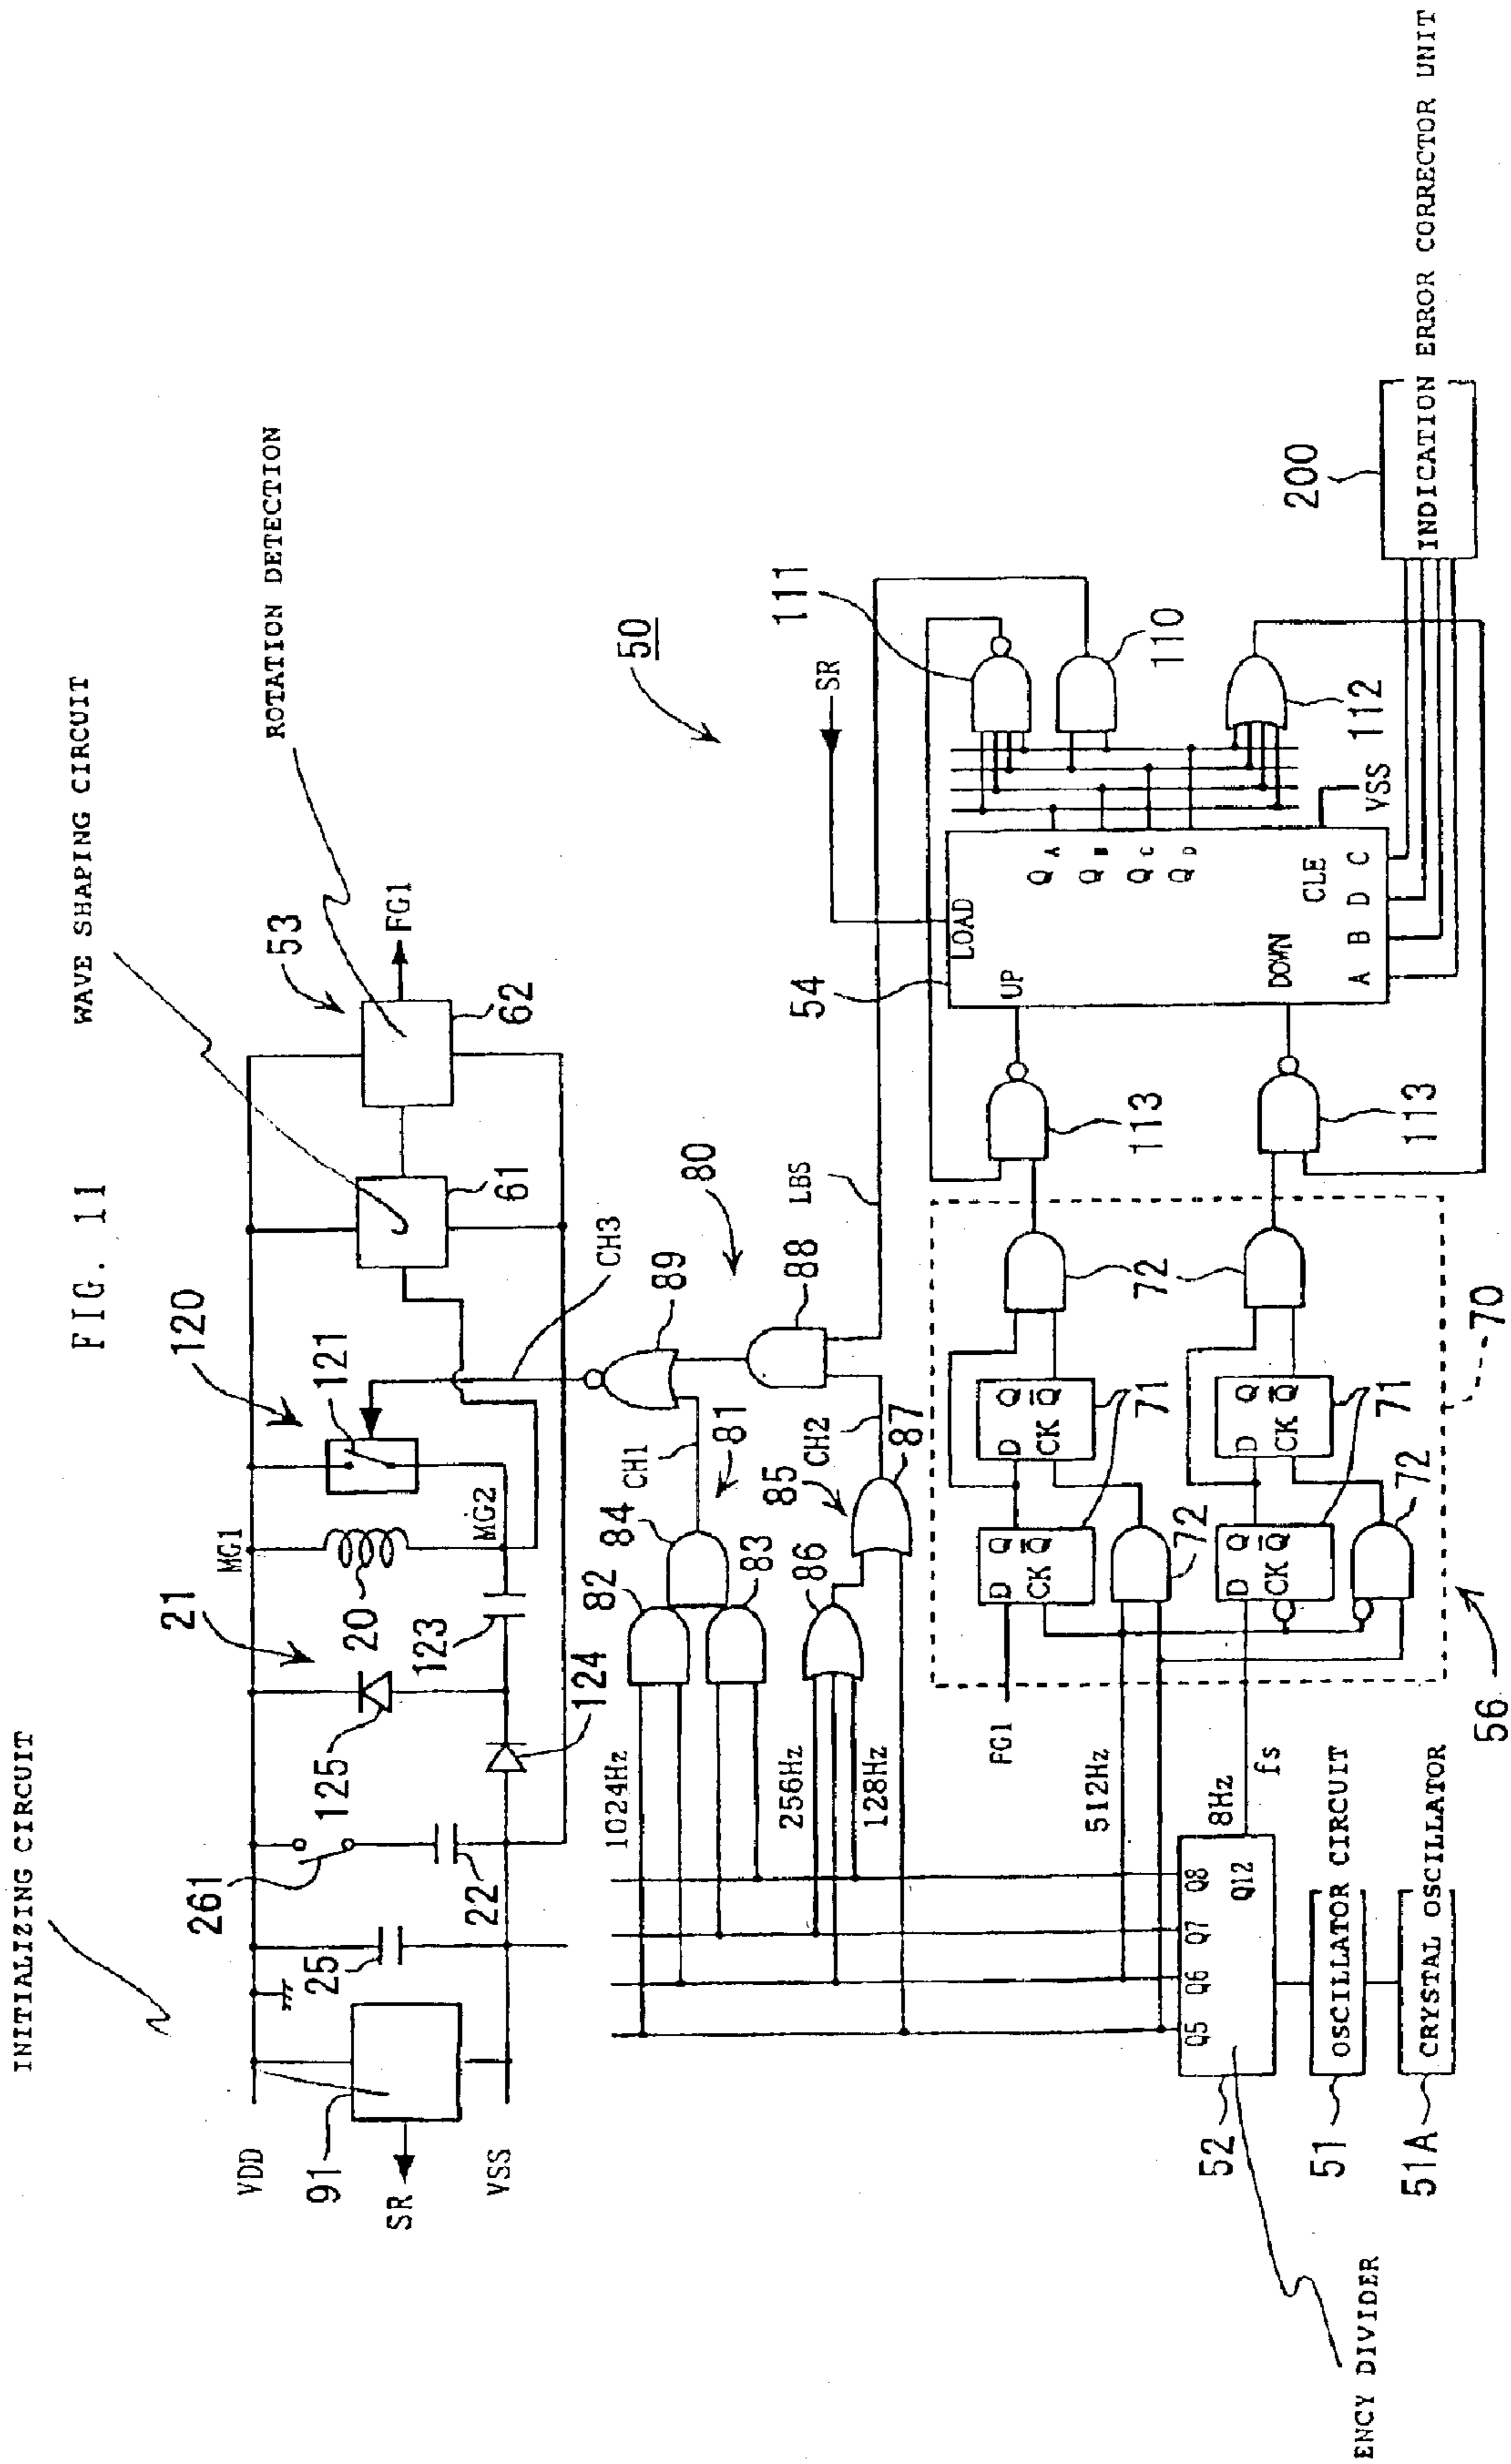 FIG. 11
INITIALIZING CIRCUIT
WAVE SHAPING CIRCUIT
ROTATION DETECTION
VDD
91
SR
VSS
25
261
22
125
124
21
20
123
MG1
MG2
120
121
CH3
61
53
62
FG1
1024Hz
82
83
84
CH1
81
256Hz
128Hz
86
85
87
CH2
89
88
80
LBS
50
SR
111
110
112
VSS
54
LOAD
UP
DOWN
QA
QB
QC
QD
CLE
A B D C
113
113
200
INDICATION ERROR CORRECTOR UNIT
FG1
512Hz
8Hz
fs
D Q
CK Q̅
D Q
CK Q̅
72
72
71
D Q
CK Q̅
D Q
CK Q̅
72
71
70
56
Q5 Q6 Q7 Q8
Q12
52
51
OSCILLATOR CIRCUIT
51A
CRYSTAL OSCILLATOR
ENCY DIVIDER